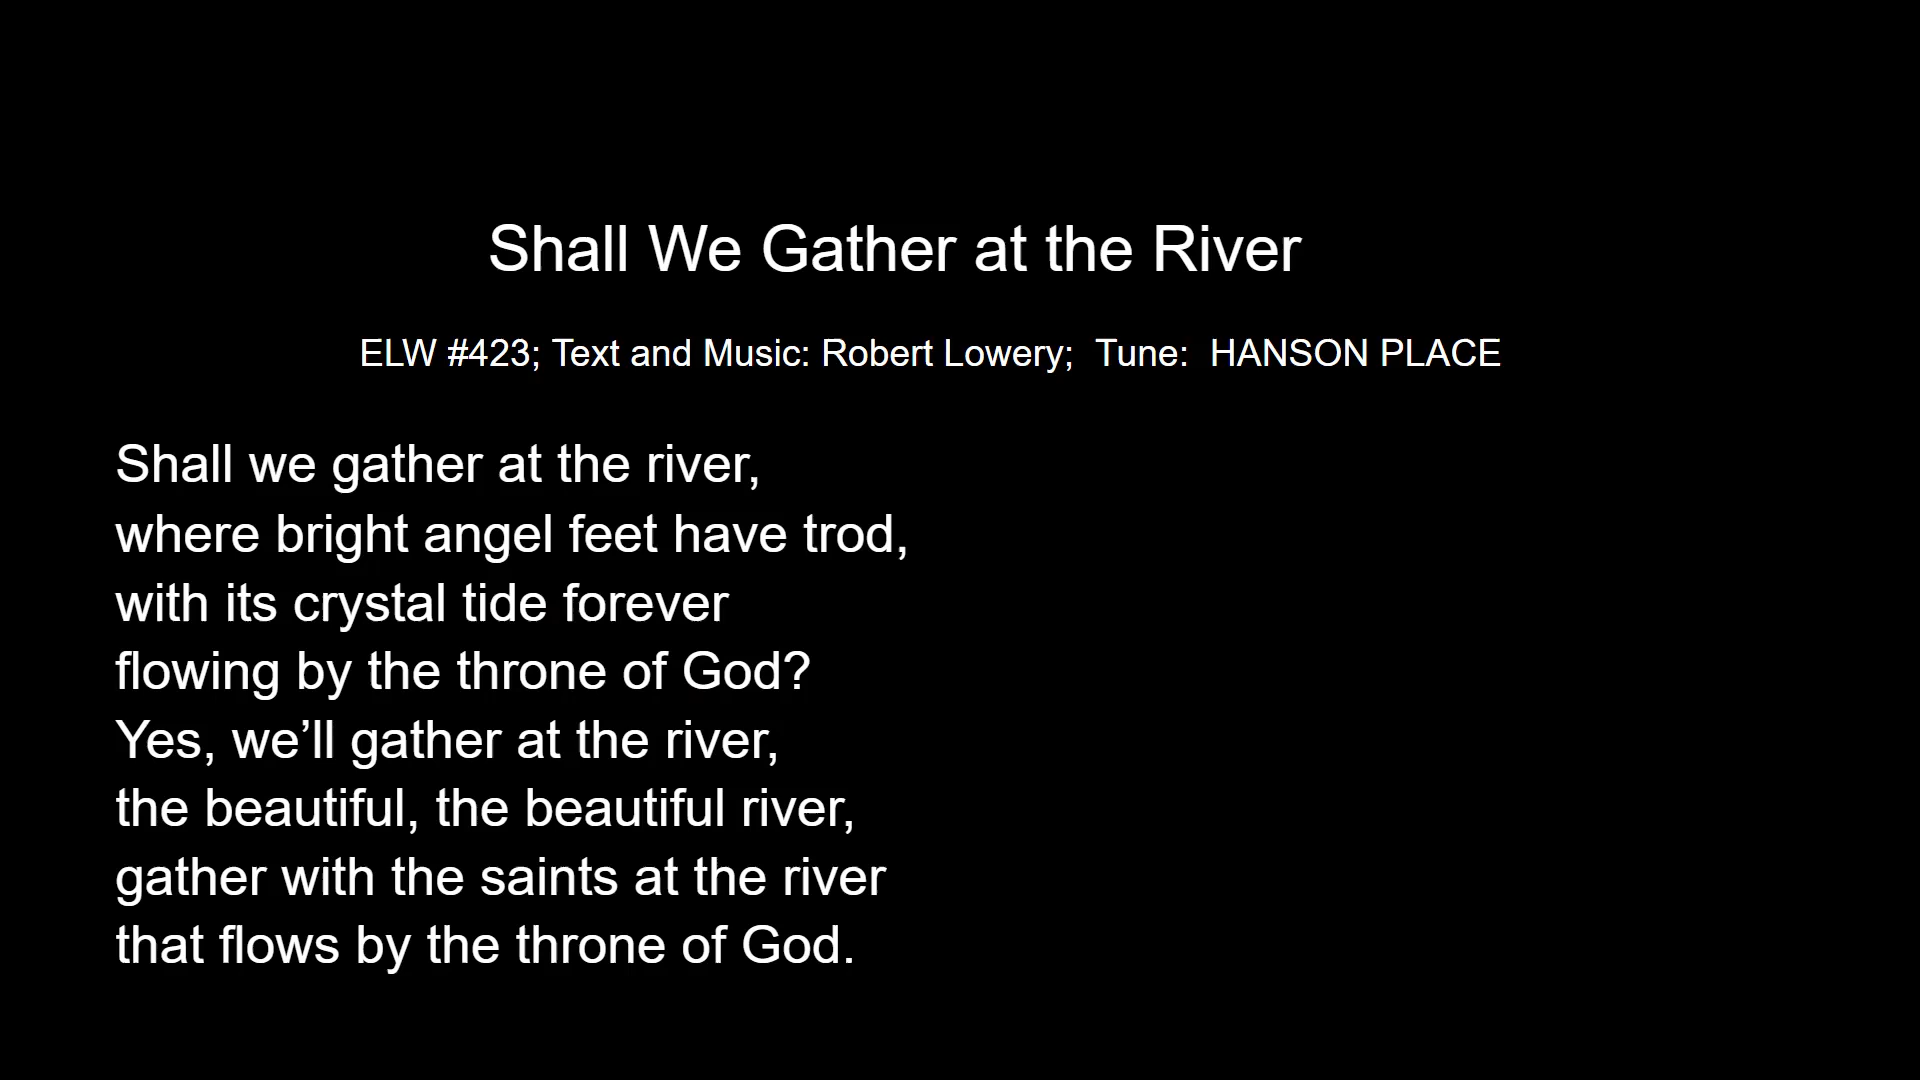 Shall We Gather at the River
ELW #423; Text and Music: Robert Lowery;  Tune:  HANSON PLACE
Shall we gather at the river,
where bright angel feet have trod,
with its crystal tide forever
flowing by the throne of God?
Yes, we’ll gather at the river,
the beautiful, the beautiful river,
gather with the saints at the river
that flows by the throne of God.